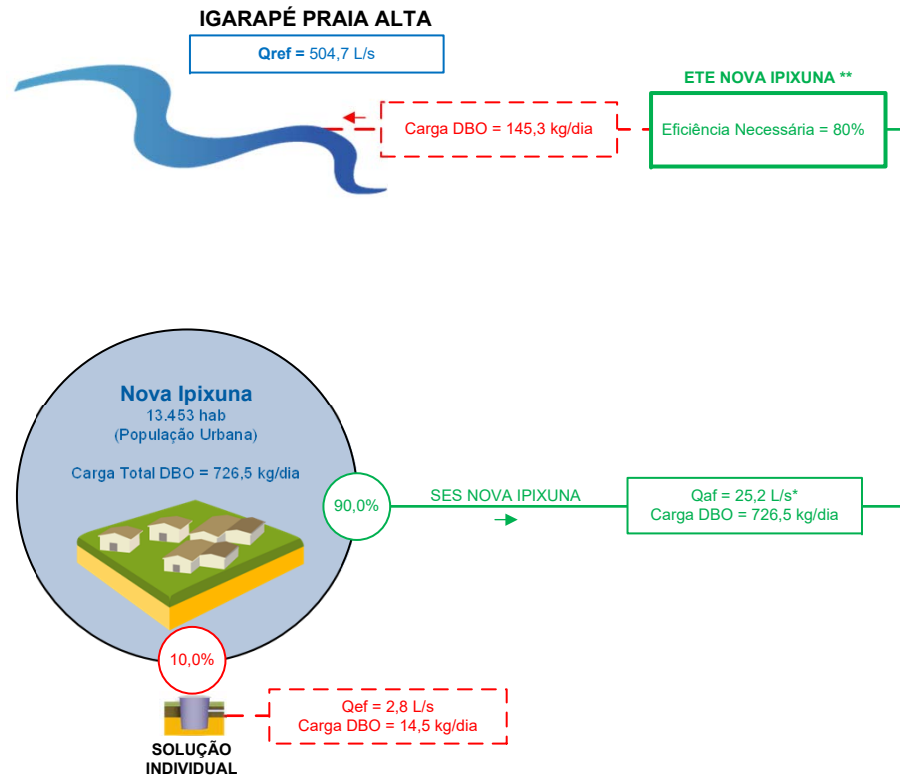 IGARAPÉ PRAIA ALTA
Qref = 504,7 L/s
ETE NOVA IPIXUNA **
Carga DBO = 145,3 kg/dia
Eficiência Necessária = 80%
Nova Ipixuna
13.453 hab
(População Urbana)
Carga Total DBO = 726,5 kg/dia
90,0%
SES NOVA IPIXUNA
Qaf = 25,2 L/s*
Carga DBO = 726,5 kg/dia
10,0%
Qef = 2,8 L/s
Carga DBO = 14,5 kg/dia
SOLUÇÃO
INDIVIDUAL